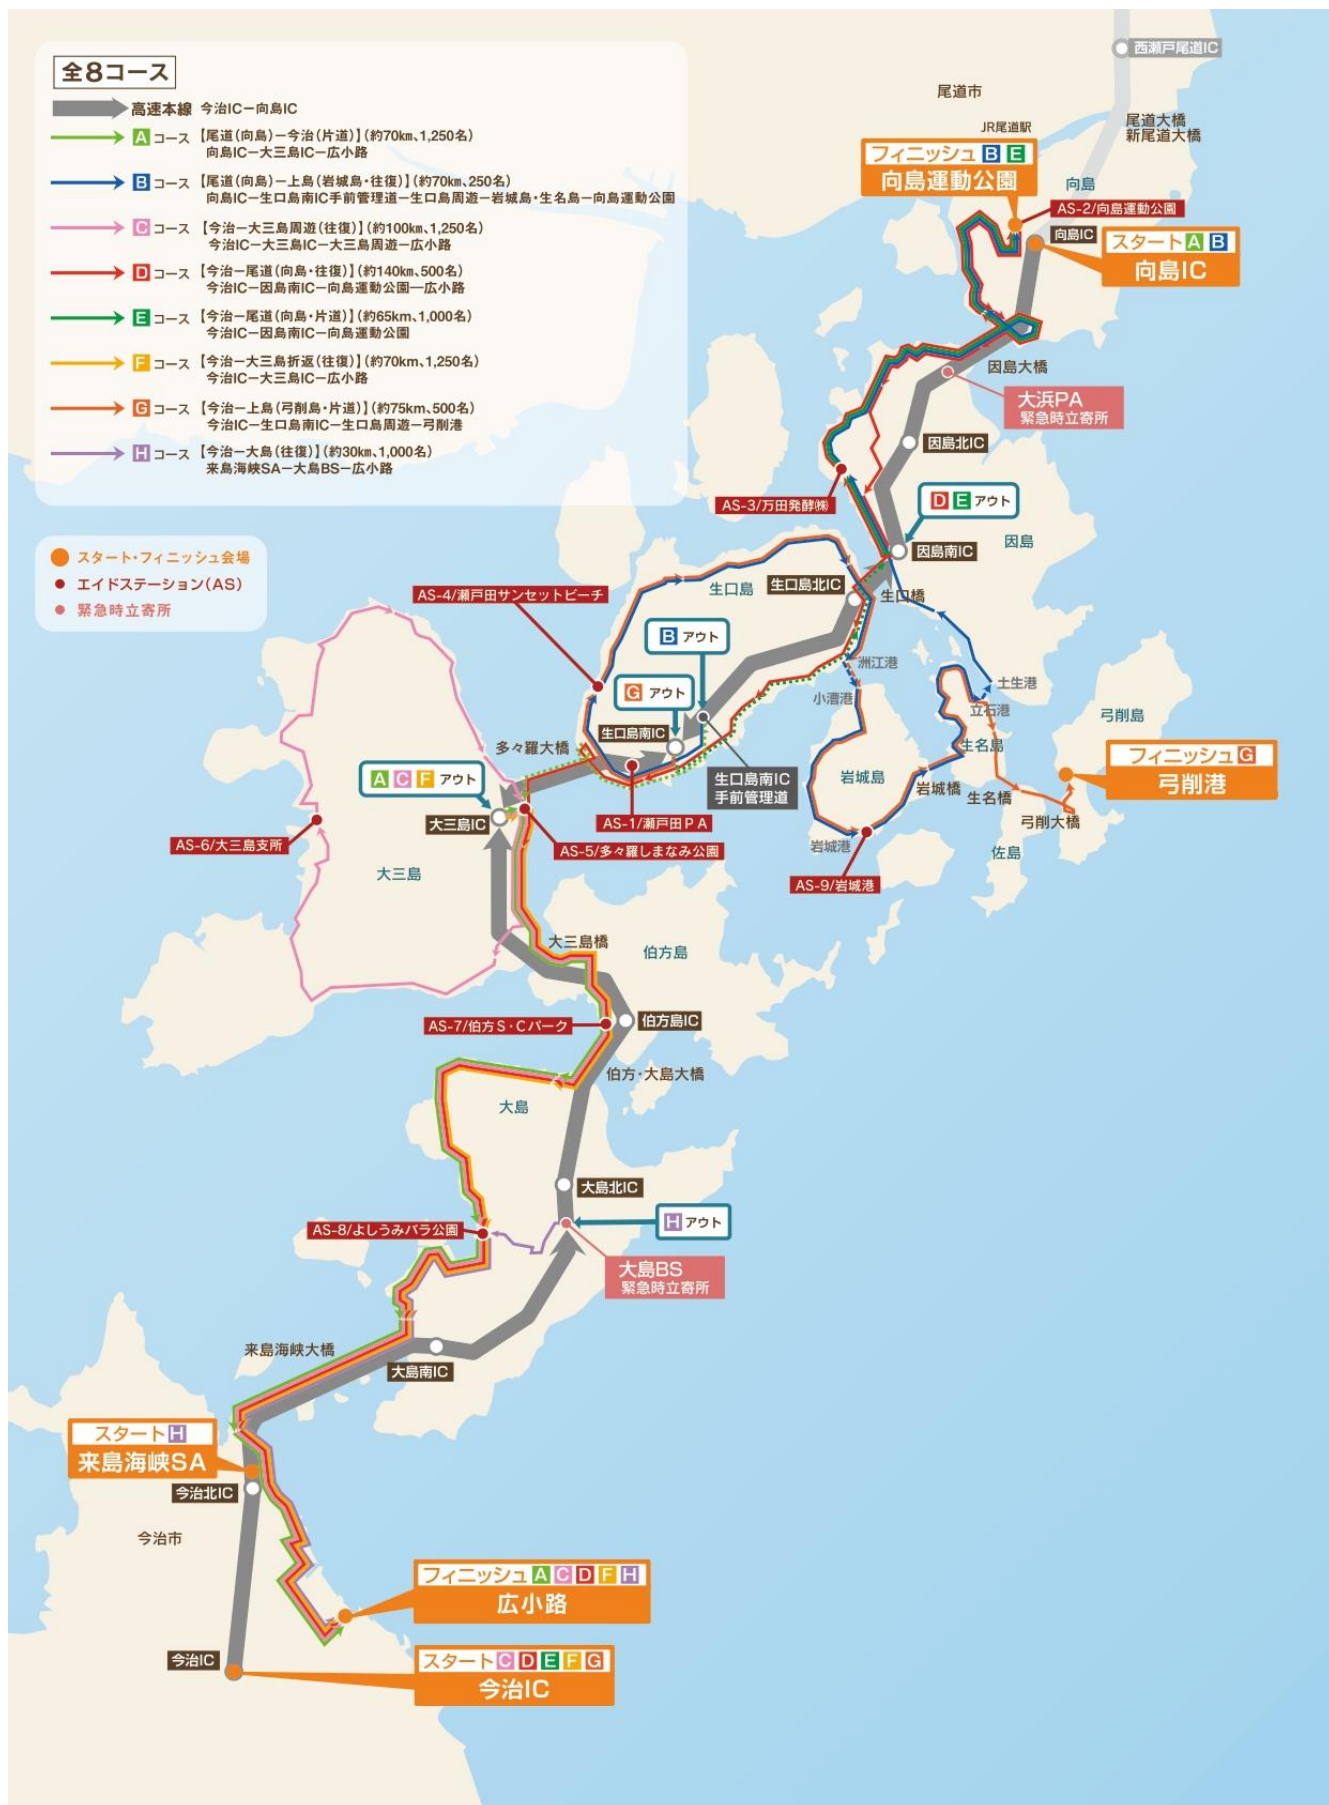 全8コース
高速本線 今治IC－向島IC
A コース 【尾道(向島)－今治(片道)】(約70km、1,250名)
向島IC－大三島IC－広小路
B コース 【尾道(向島)－上島(岩城島・往復)】(約70km、250名)
向島IC－生口島南IC手前管理道－生口島周遊－岩城島・生名島－向島運動公園
C コース 【今治－大三島周遊(往復)】(約100km、1,250名)
今治IC－大三島IC－大三島周遊－広小路
D コース 【今治－尾道(向島・往復)】(約140km、500名)
今治IC－因島南IC－向島運動公園―広小路
E コース 【今治－尾道(向島・片道)】(約65km、1,000名)
今治IC－因島南IC－向島運動公園
F コース 【今治－大三島折返(往復)】(約70km、1,250名)
今治IC－大三島IC－広小路
G コース 【今治－上島(弓削島・片道)】(約75km、500名)
今治IC－生口島南IC－生口島周遊－弓削港
H コース 【今治－大島(往復)】(約30km、1,000名)
来島海峡SA－大島BS－広小路
スタート・フィニッシュ会場
エイドステーション(AS)
緊急時立寄所
西瀬戸尾道IC
尾道市
JR尾道駅
尾道大橋
新尾道大橋
フィニッシュ B E
向島運動公園
向島
AS-2/向島運動公園
向島IC
スタート A B
向島IC
因島大橋
大浜PA
緊急時立寄所
因島北IC
AS-3/万田発酵㈱
D E アウト
因島南IC
因島
生口島北IC
生口島
生口橋
AS-4/瀬戸田サンセットビーチ
B アウト
洲江港
G アウト
小漕港
土生港
立石港
弓削島
生口島南IC
多々羅大橋
生名島
フィニッシュ G
弓削港
A C F アウト
生口島南IC
手前管理道
岩城島
岩城橋
生名橋
弓削大橋
大三島IC
AS-1/瀬戸田PA
AS-6/大三島支所
AS-5/多々羅しまなみ公園
岩城港
佐島
大三島
AS-9/岩城港
大三島橋
伯方島
AS-7/伯方S・Cパーク
伯方島IC
伯方・大島大橋
大島
大島北IC
AS-8/よしうみバラ公園
H アウト
大島BS
緊急時立寄所
来島海峡大橋
大島南IC
スタート H
来島海峡SA
今治北IC
今治市
フィニッシュ A C D F H
広小路
今治IC
スタート C D E F G
今治IC